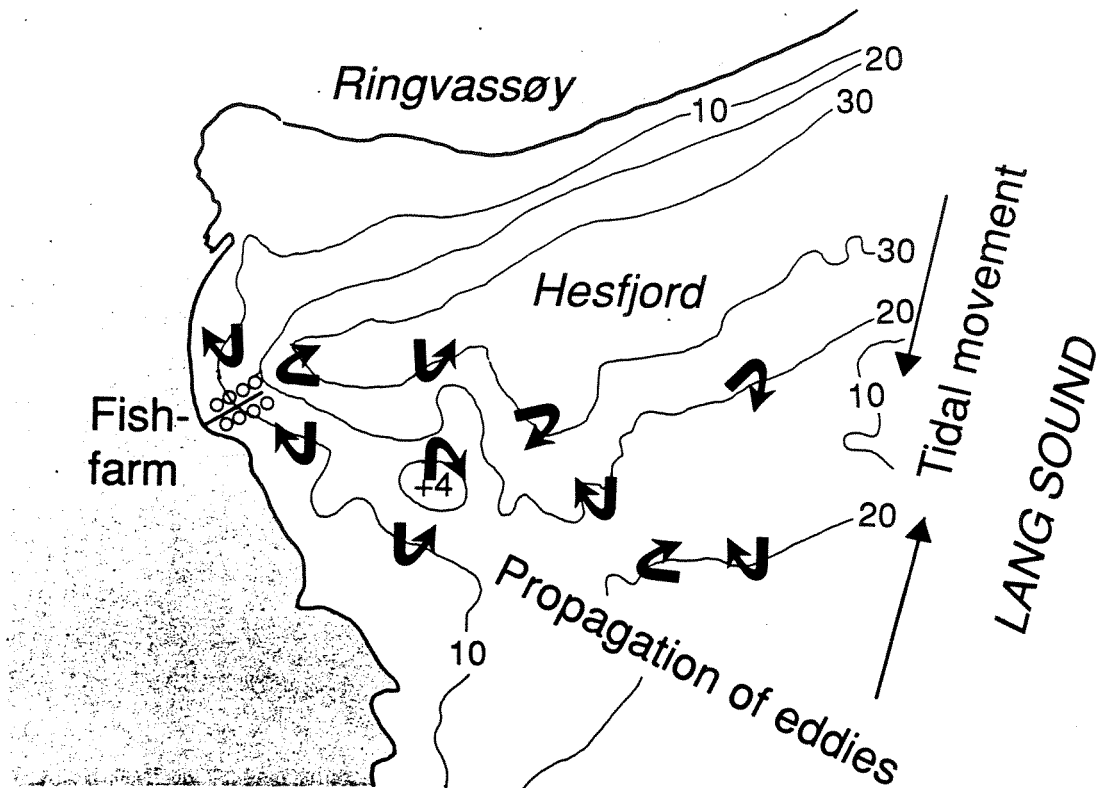 Ringvassøy
20
10
30
Hesfjord
30
20
10
Tidal movement
LANG SOUND
Fish-
farm
+4
20
Propagation of eddies
10